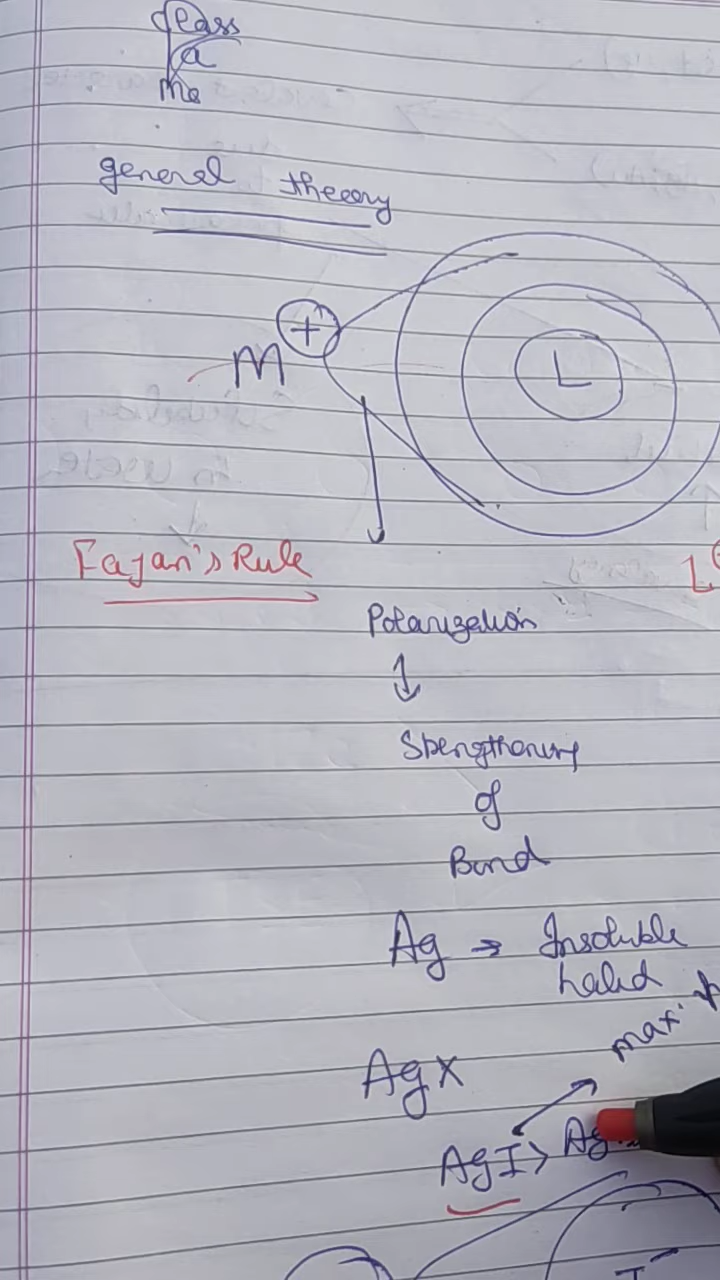 class
a
me
general theory
M +
L
Fajan's Rule
L
Polarization
Strengthening
of
Bond
Ag → Insoluble
halid
max.
AgX
AgI > Ag
I⁻